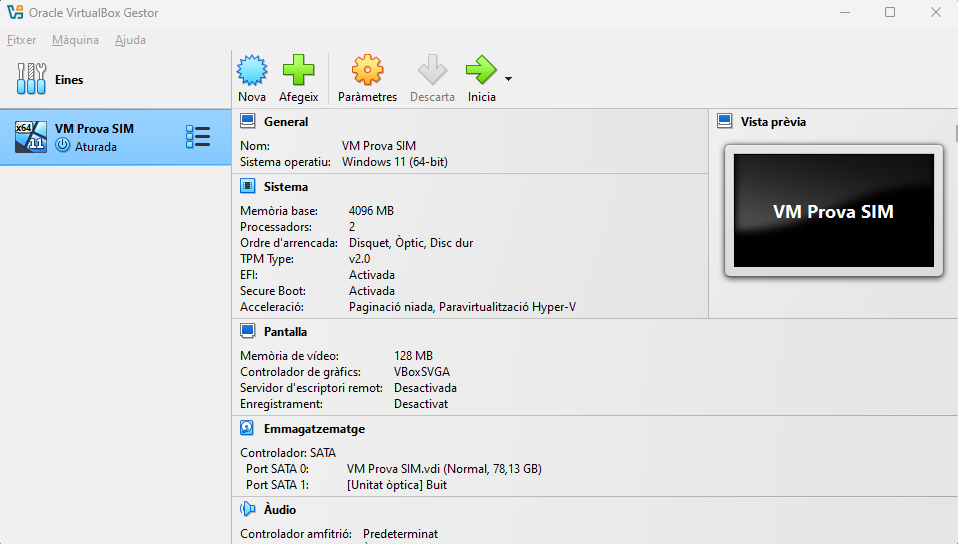 Oracle VirtualBox Gestor
Fitxer Màquina Ajuda
Eines
Nova Afegeix Paràmetres Descarta Inicia
x64 11
VM Prova SIM
Aturada
General
Nom: VM Prova SIM
Sistema operatiu: Windows 11 (64-bit)
Vista prèvia
VM Prova SIM
Sistema
Memòria base: 4096 MB
Processadors: 2
Ordre d'arrencada: Disquet, Òptic, Disc dur
TPM Type: v2.0
EFI: Activada
Secure Boot: Activada
Acceleració: Paginació niada, Paravirtualització Hyper-V
Pantalla
Memòria de vídeo: 128 MB
Controlador de gràfics: VBoxSVGA
Servidor d'escriptori remot: Desactivada
Enregistrament: Desactivat
Emmagatzematge
Controlador: SATA
Port SATA 0: VM Prova SIM.vdi (Normal, 78,13 GB)
Port SATA 1: [Unitat òptica] Buit
Àudio
Controlador amfitrió: Predeterminat